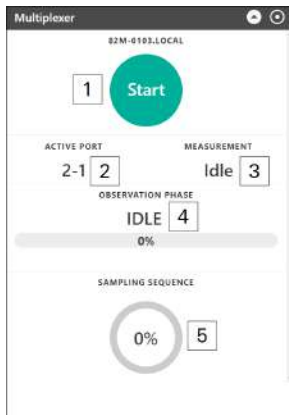 Multiplexer
82M-0103.LOCAL
1 Start
ACTIVE PORT MEASUREMENT
2-1 2 Idle 3
OBSERVATION PHASE
IDLE 4
0%
SAMPLING SEQUENCE
0% 5